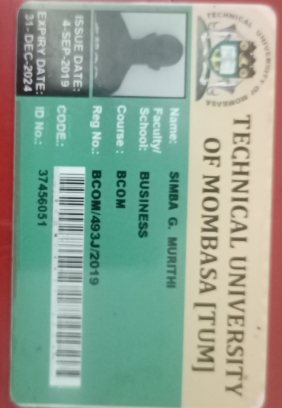 TECHNICAL UNIVERSITY OF MOMBASA
TECHNICAL UNIVERSITY
OF MOMBASA [TUM]
Name: SIMBA G. MURITHI
Faculty/
School: BUSINESS
Course : BCOM
Reg No.: BCOM/493J/2019
CODE:
ID No.: 37456051
ISSUE DATE:
4-SEP-2019
EXPIRY DATE:
31-DEC-2024